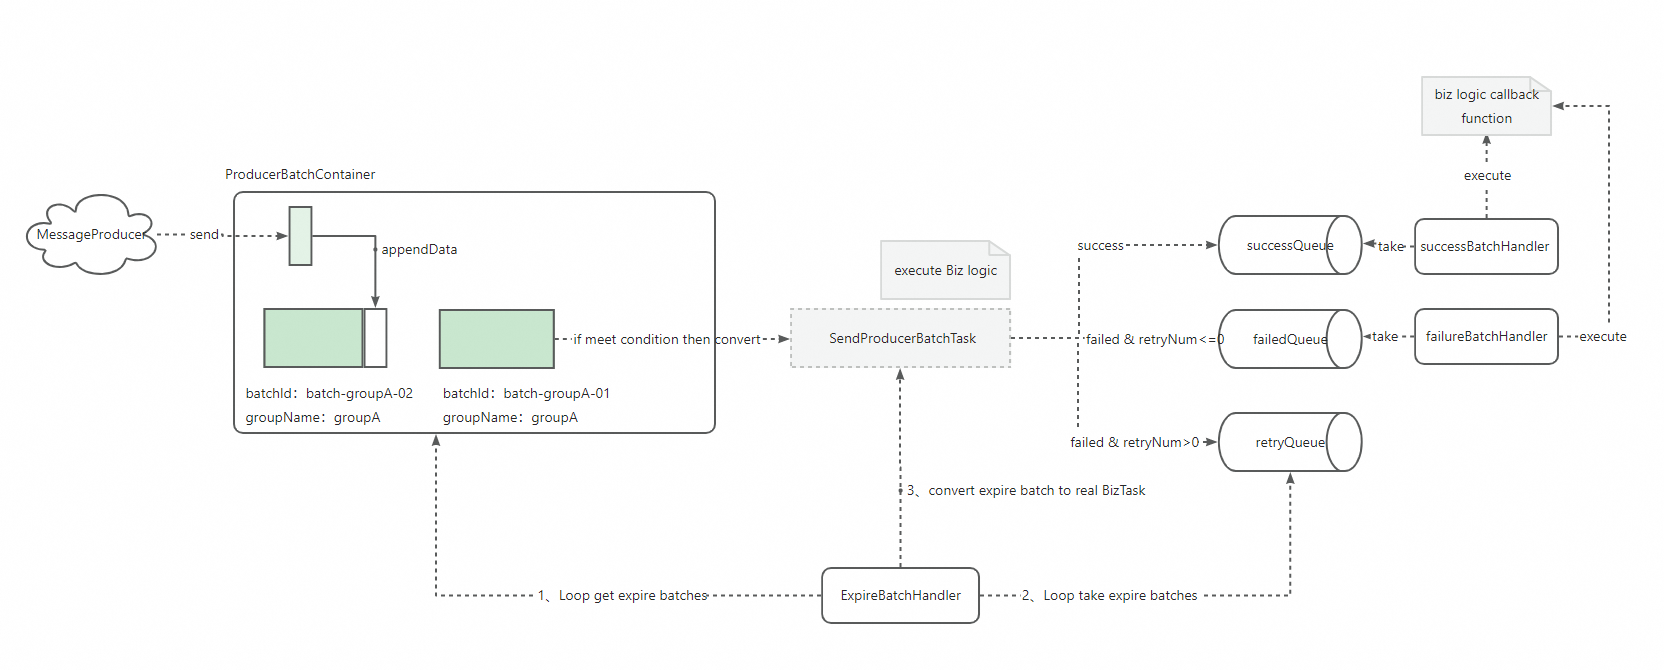 biz logic callback
function
execute
ProducerBatchContainer
MessageProducer
send
appendData
success
successQueue
take
successBatchHandler
execute Biz logic
if meet condition then convert
SendProducerBatchTask
failed & retryNum<=0
failedQueue
take
failureBatchHandler
execute
batchId：batch-groupA-02
groupName：groupA
batchId：batch-groupA-01
groupName：groupA
failed & retryNum>0
retryQueue
3、convert expire batch to real BizTask
1、Loop get expire batches
ExpireBatchHandler
2、Loop take expire batches